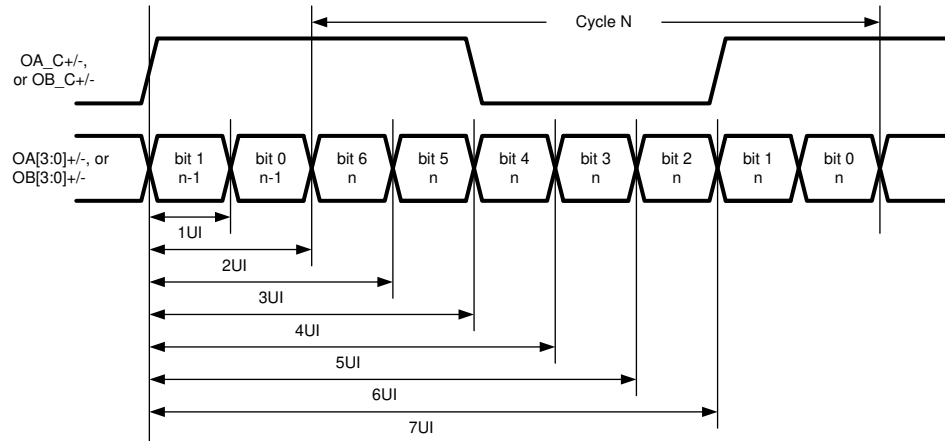 Cycle N
OA_C+/-,
or OB_C+/-
OA[3:0]+/-, or
OB[3:0]+/-
bit 1
n-1
bit 0
n-1
bit 6
n
bit 5
n
bit 4
n
bit 3
n
bit 2
n
bit 1
n
bit 0
n
1UI
2UI
3UI
4UI
5UI
6UI
7UI